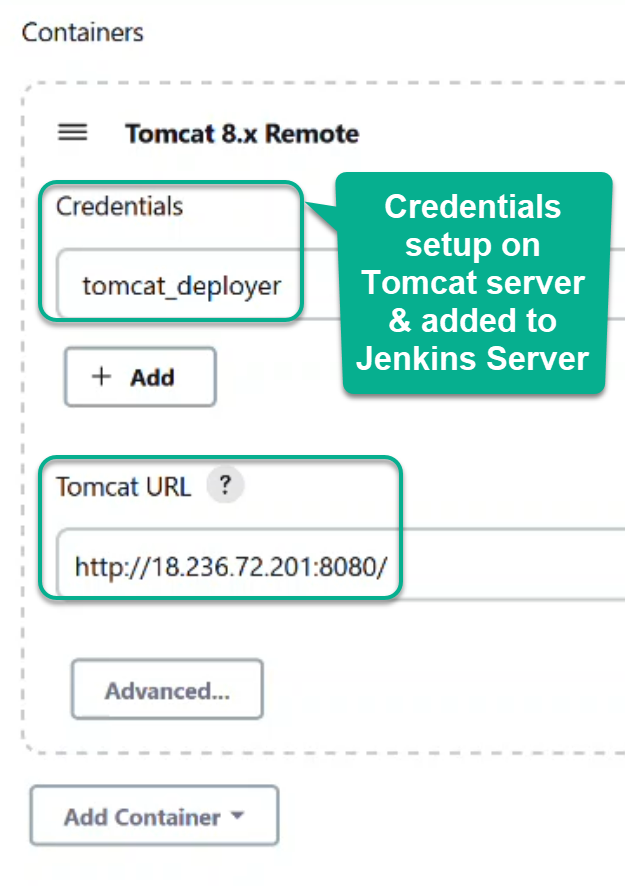 Containers
Tomcat 8.x Remote
Credentials
tomcat_deployer
Credentials
setup on
Tomcat server
& added to
Jenkins Server
+ Add
Tomcat URL ?
http://18.236.72.201:8080/
Advanced...
Add Container